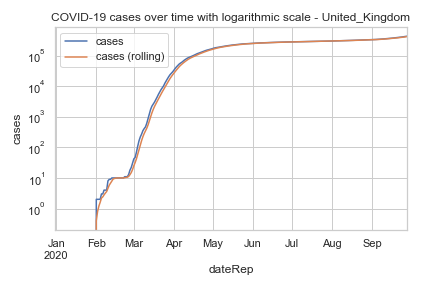 COVID-19 cases over time with logarithmic scale - United_Kingdom
cases
cases (rolling)
10^5
10^4
10^3
10^2
10^1
10^0
cases
Jan Feb Mar Apr May Jun Jul Aug Sep
2020
dateRep